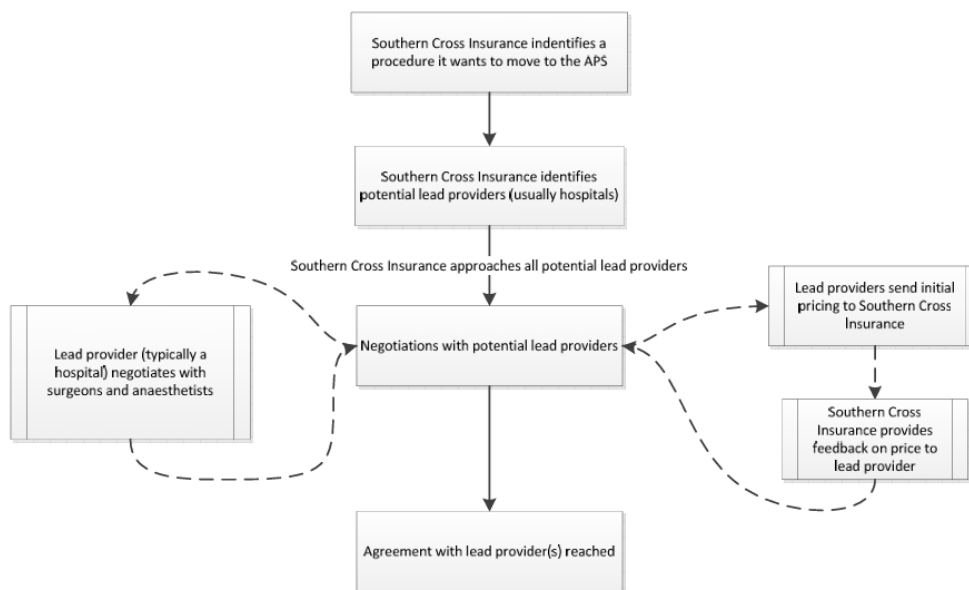 Southern Cross Insurance indentifies a
procedure it wants to move to the APS
Southern Cross Insurance identifies
potential lead providers (usually hospitals)
Southern Cross Insurance approaches all potential lead providers
Lead provider (typically a
hospital) negotiates with
surgeons and anaesthetists
Negotiations with potential lead providers
Lead providers send initial
pricing to Southern Cross
Insurance
Southern Cross
Insurance provides
feedback on price to
lead provider
Agreement with lead provider(s) reached